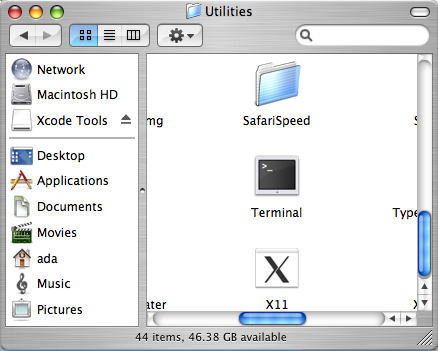 Utilities
Network
Macintosh HD
Xcode Tools
Desktop
Applications
Documents
Movies
ada
Music
Pictures
mg
SafariSpeed
S
>_
Terminal
Type
X
ater
X11
X
44 items, 46.38 GB available